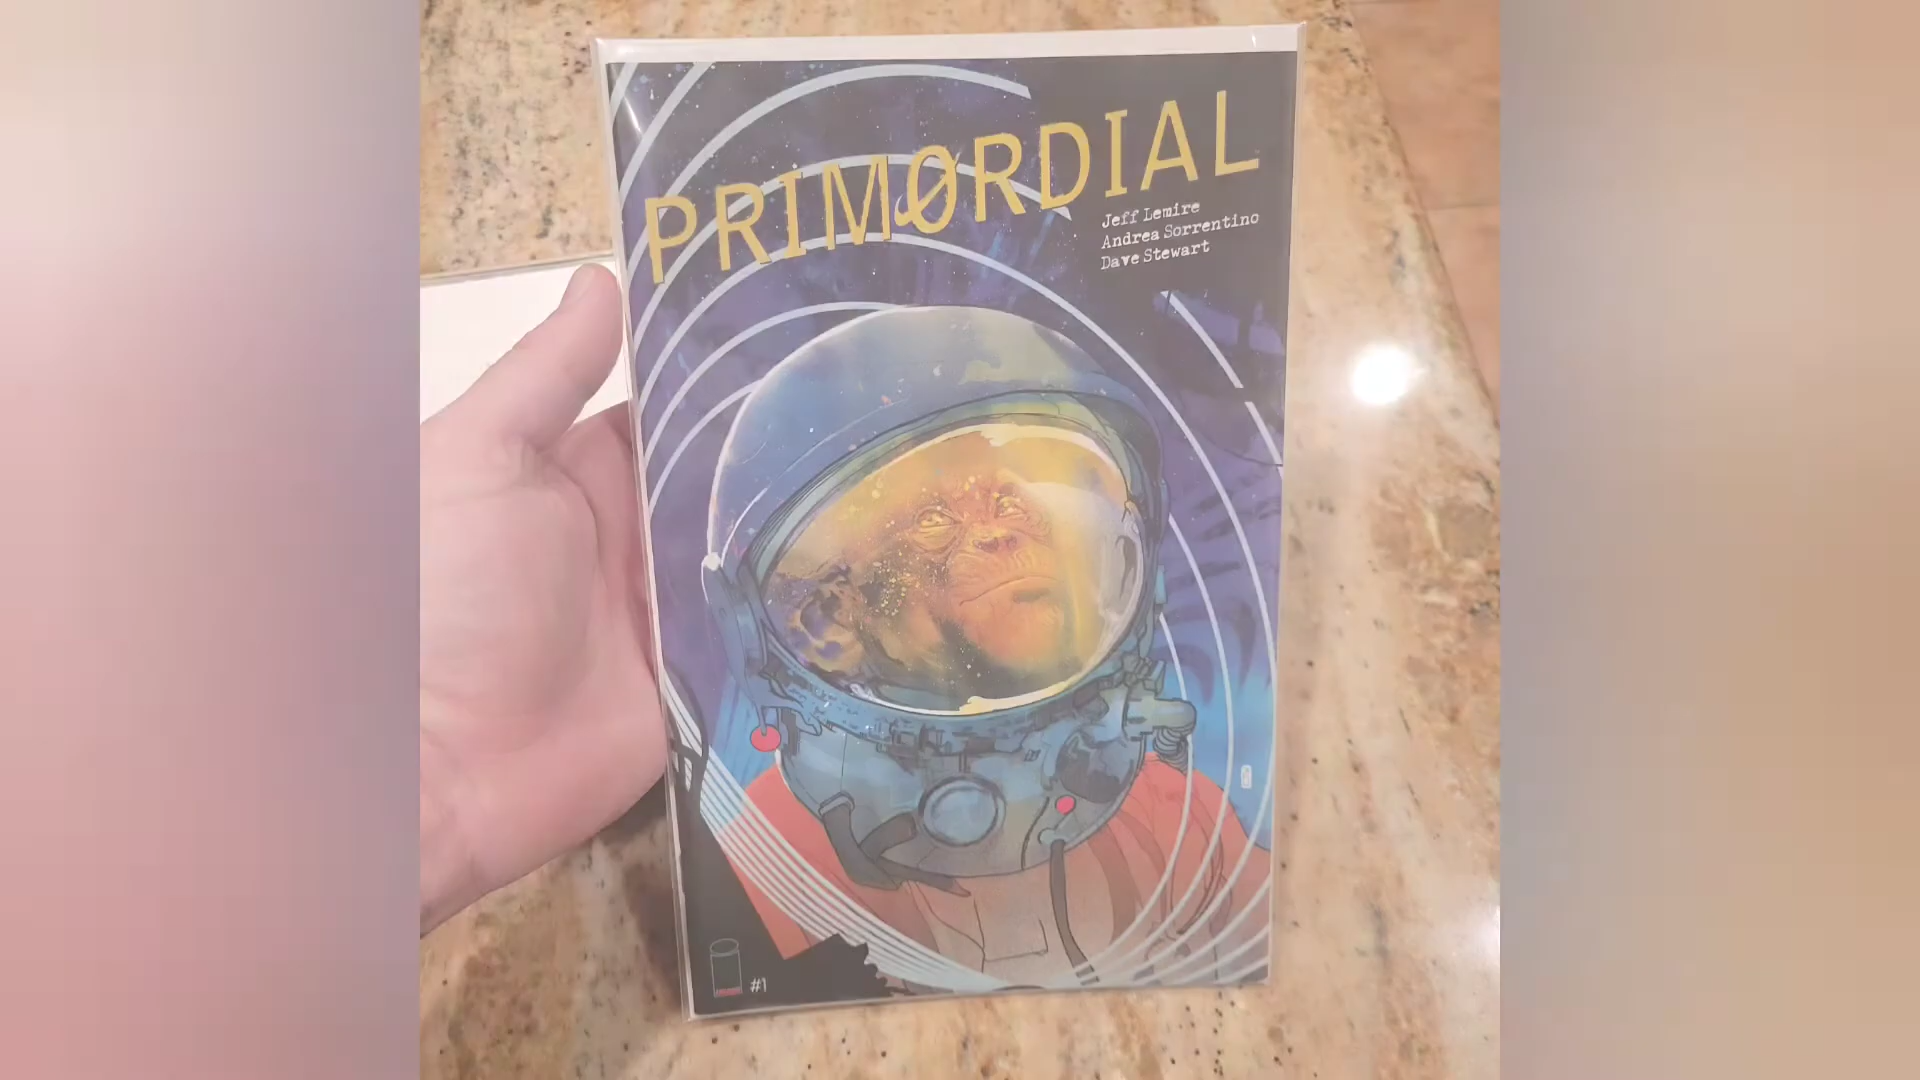 PRIMØRDIAL
Jeff Lemire
Andrea Sorrentino
Dave Stewart
#1